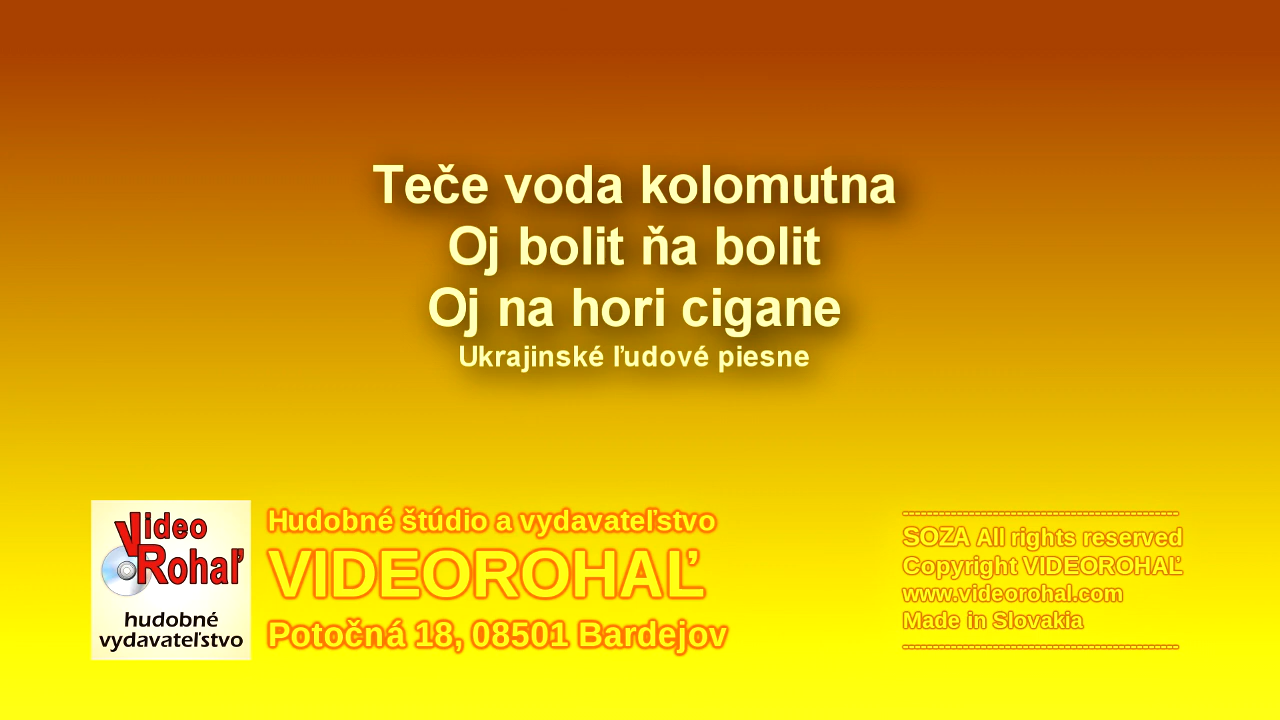 Teče voda kolomutna
Oj bolit ňa bolit
Oj na hori cigane
Ukrajinské ľudové piesne
Video
Rohaľ
hudobné
vydavateľstvo
Hudobné štúdio a vydavateľstvo
VIDEOROHAĽ
Potočná 18, 08501 Bardejov
-----------------------------------------------
SOZA All rights reserved
Copyright VIDEOROHAĽ
www.videorohal.com
Made in Slovakia
-----------------------------------------------